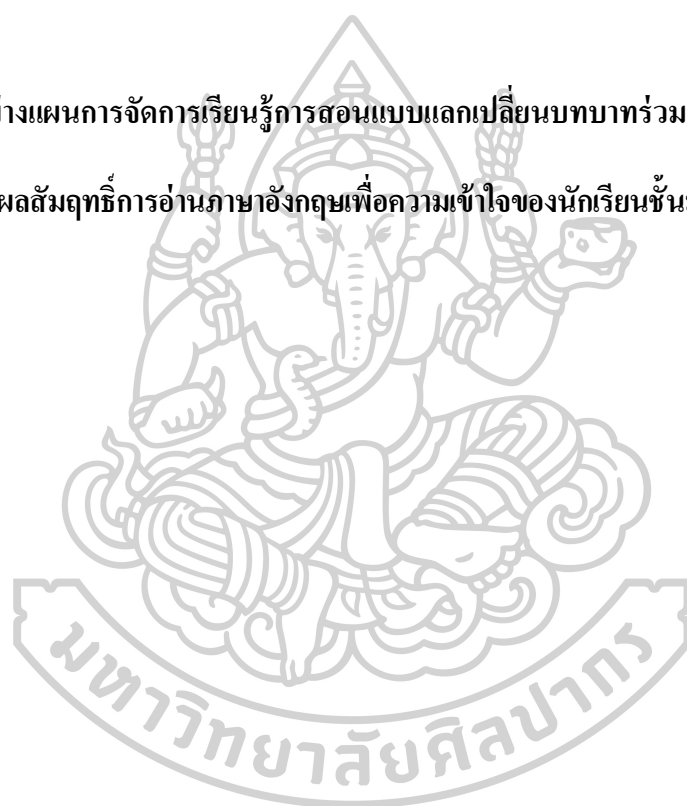 างแผนการจัดการเรียนรู้การสอนแบบแลกเปลี่ยนบทบาทร่วม
ผลสัมฤทธิ์การอ่านภาษาอังกฤษเพื่อความเข้าใจของนักเรียนชั้น
มหาวิทยาลัยศิลปากร